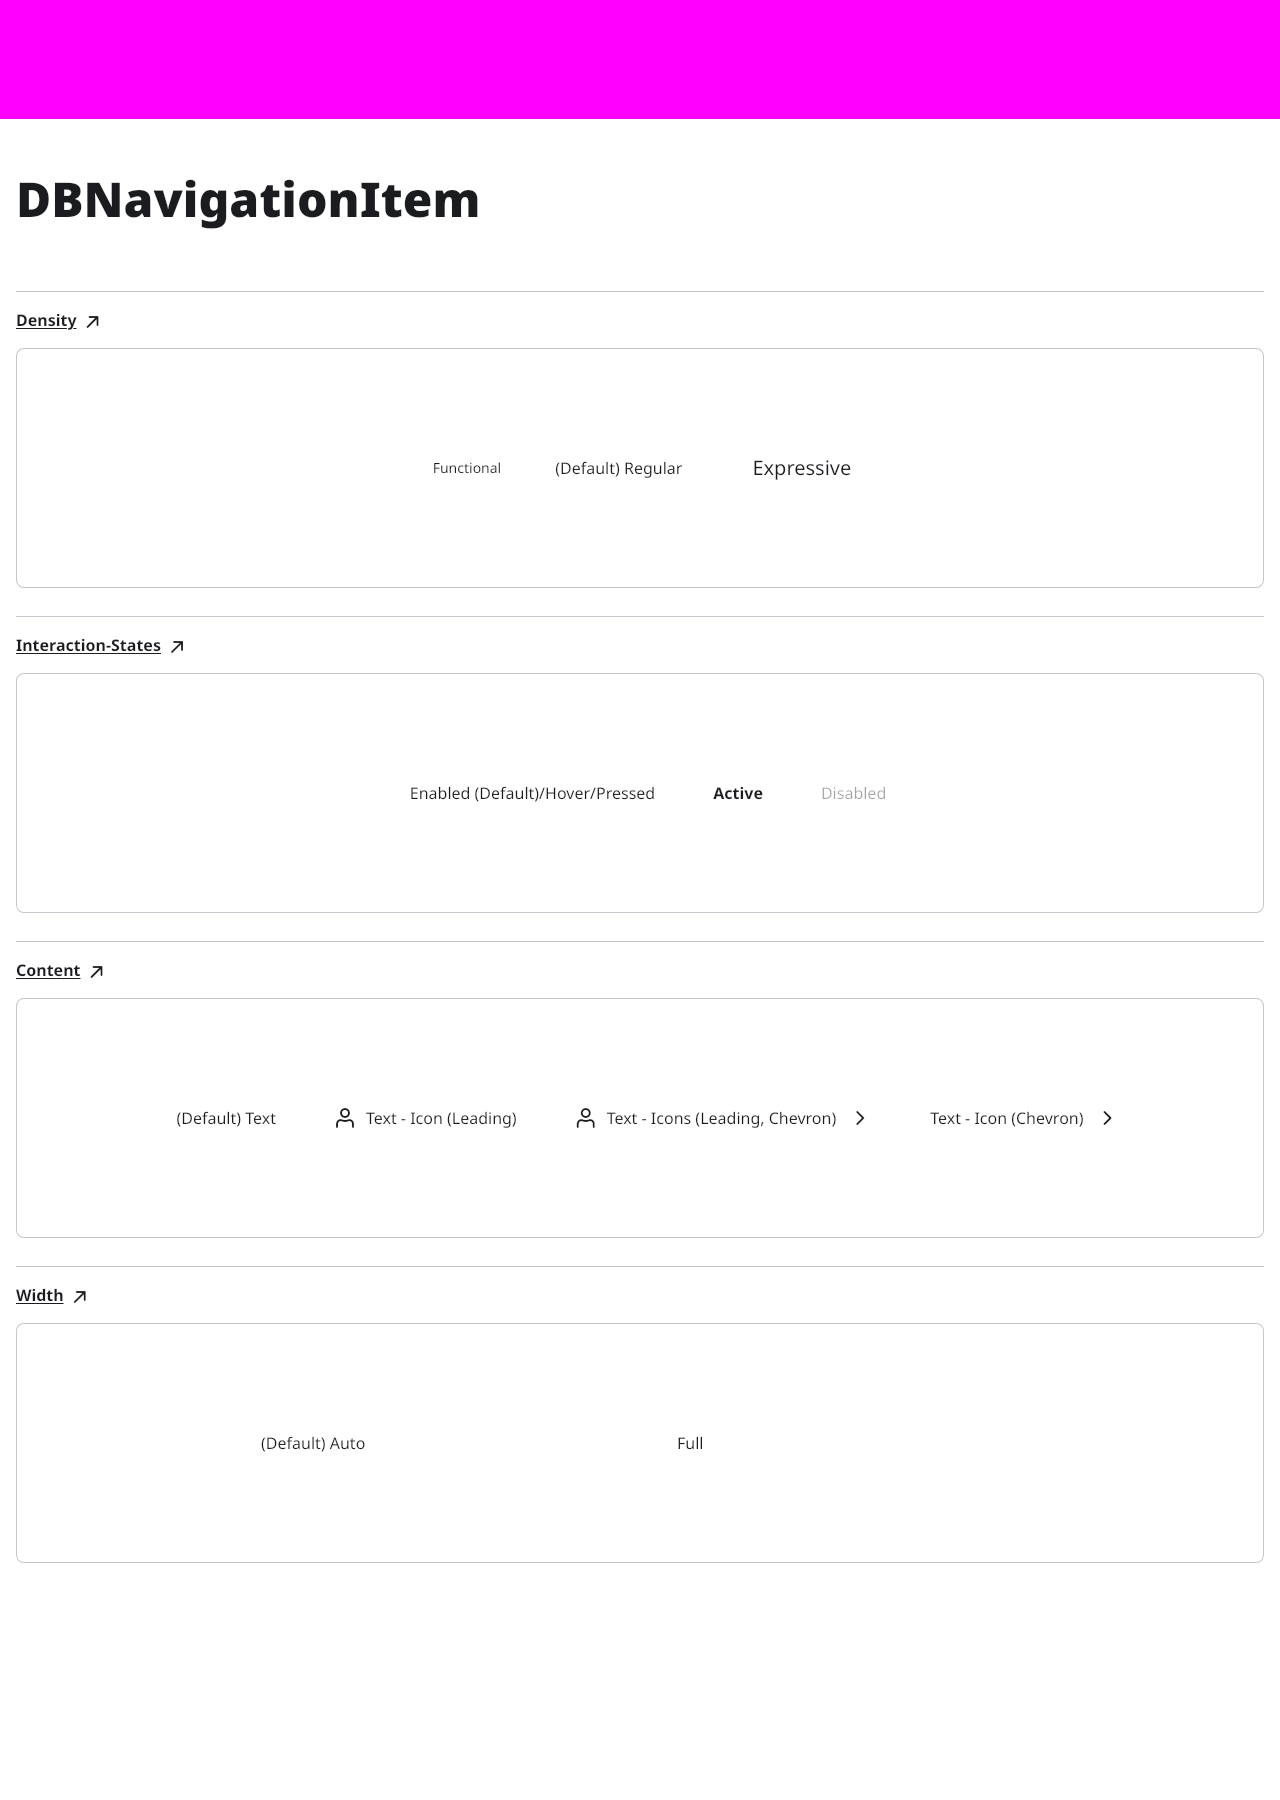 DBNavigationItem
Density
Functional (Default) Regular Expressive
Interaction-States
Enabled (Default)/Hover/Pressed Active Disabled
Content
(Default) Text Text - Icon (Leading) Text - Icons (Leading, Chevron) Text - Icon (Chevron)
Width
(Default) Auto Full